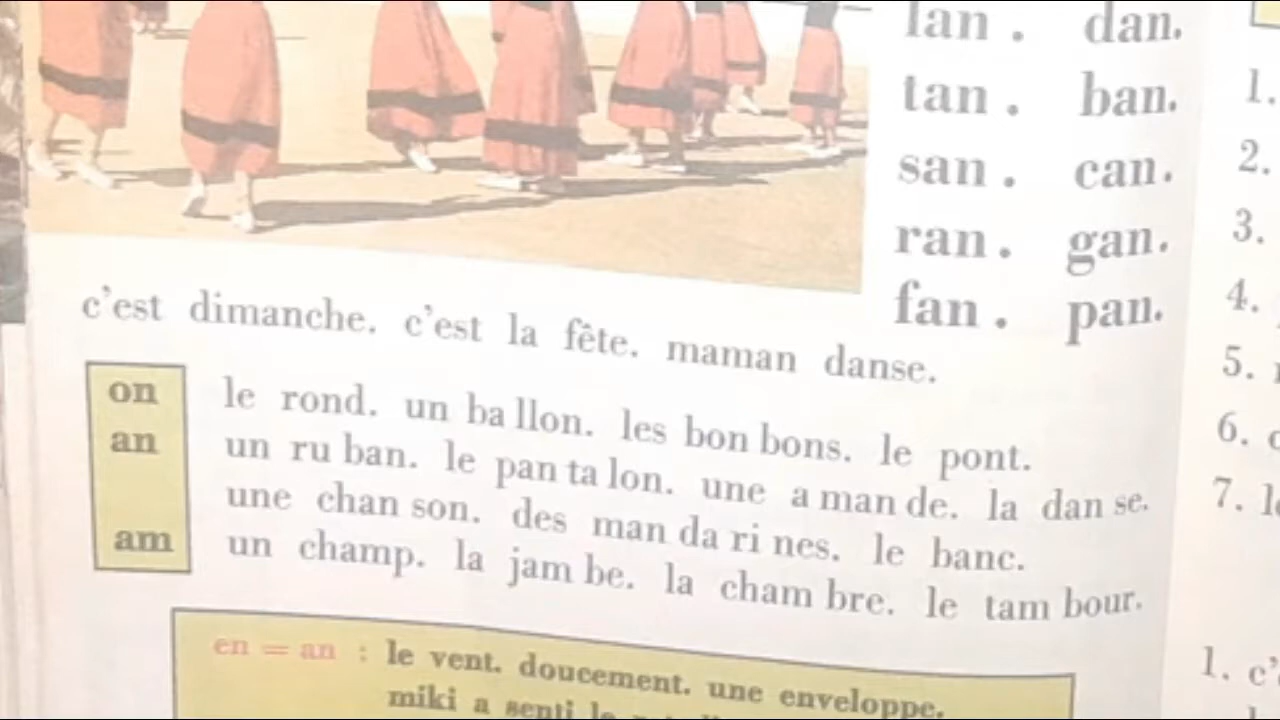 lan. dan.
tan. ban.
san. can.
ran. gan.
fan. pan.
c'est dimanche. c'est la fête. maman danse.
on le rond. un ba llon. les bon bons. le pont.
an un ru ban. le pan ta lon. une a man de. la dan se.
une chan son. des man da ri nes. le banc.
am un champ. la jam be. la cham bre. le tam bour.
en = an : le vent. doucement. une enveloppe.
miki a senti le
1.
2.
3.
4.
5.
6.
7.
1. c'